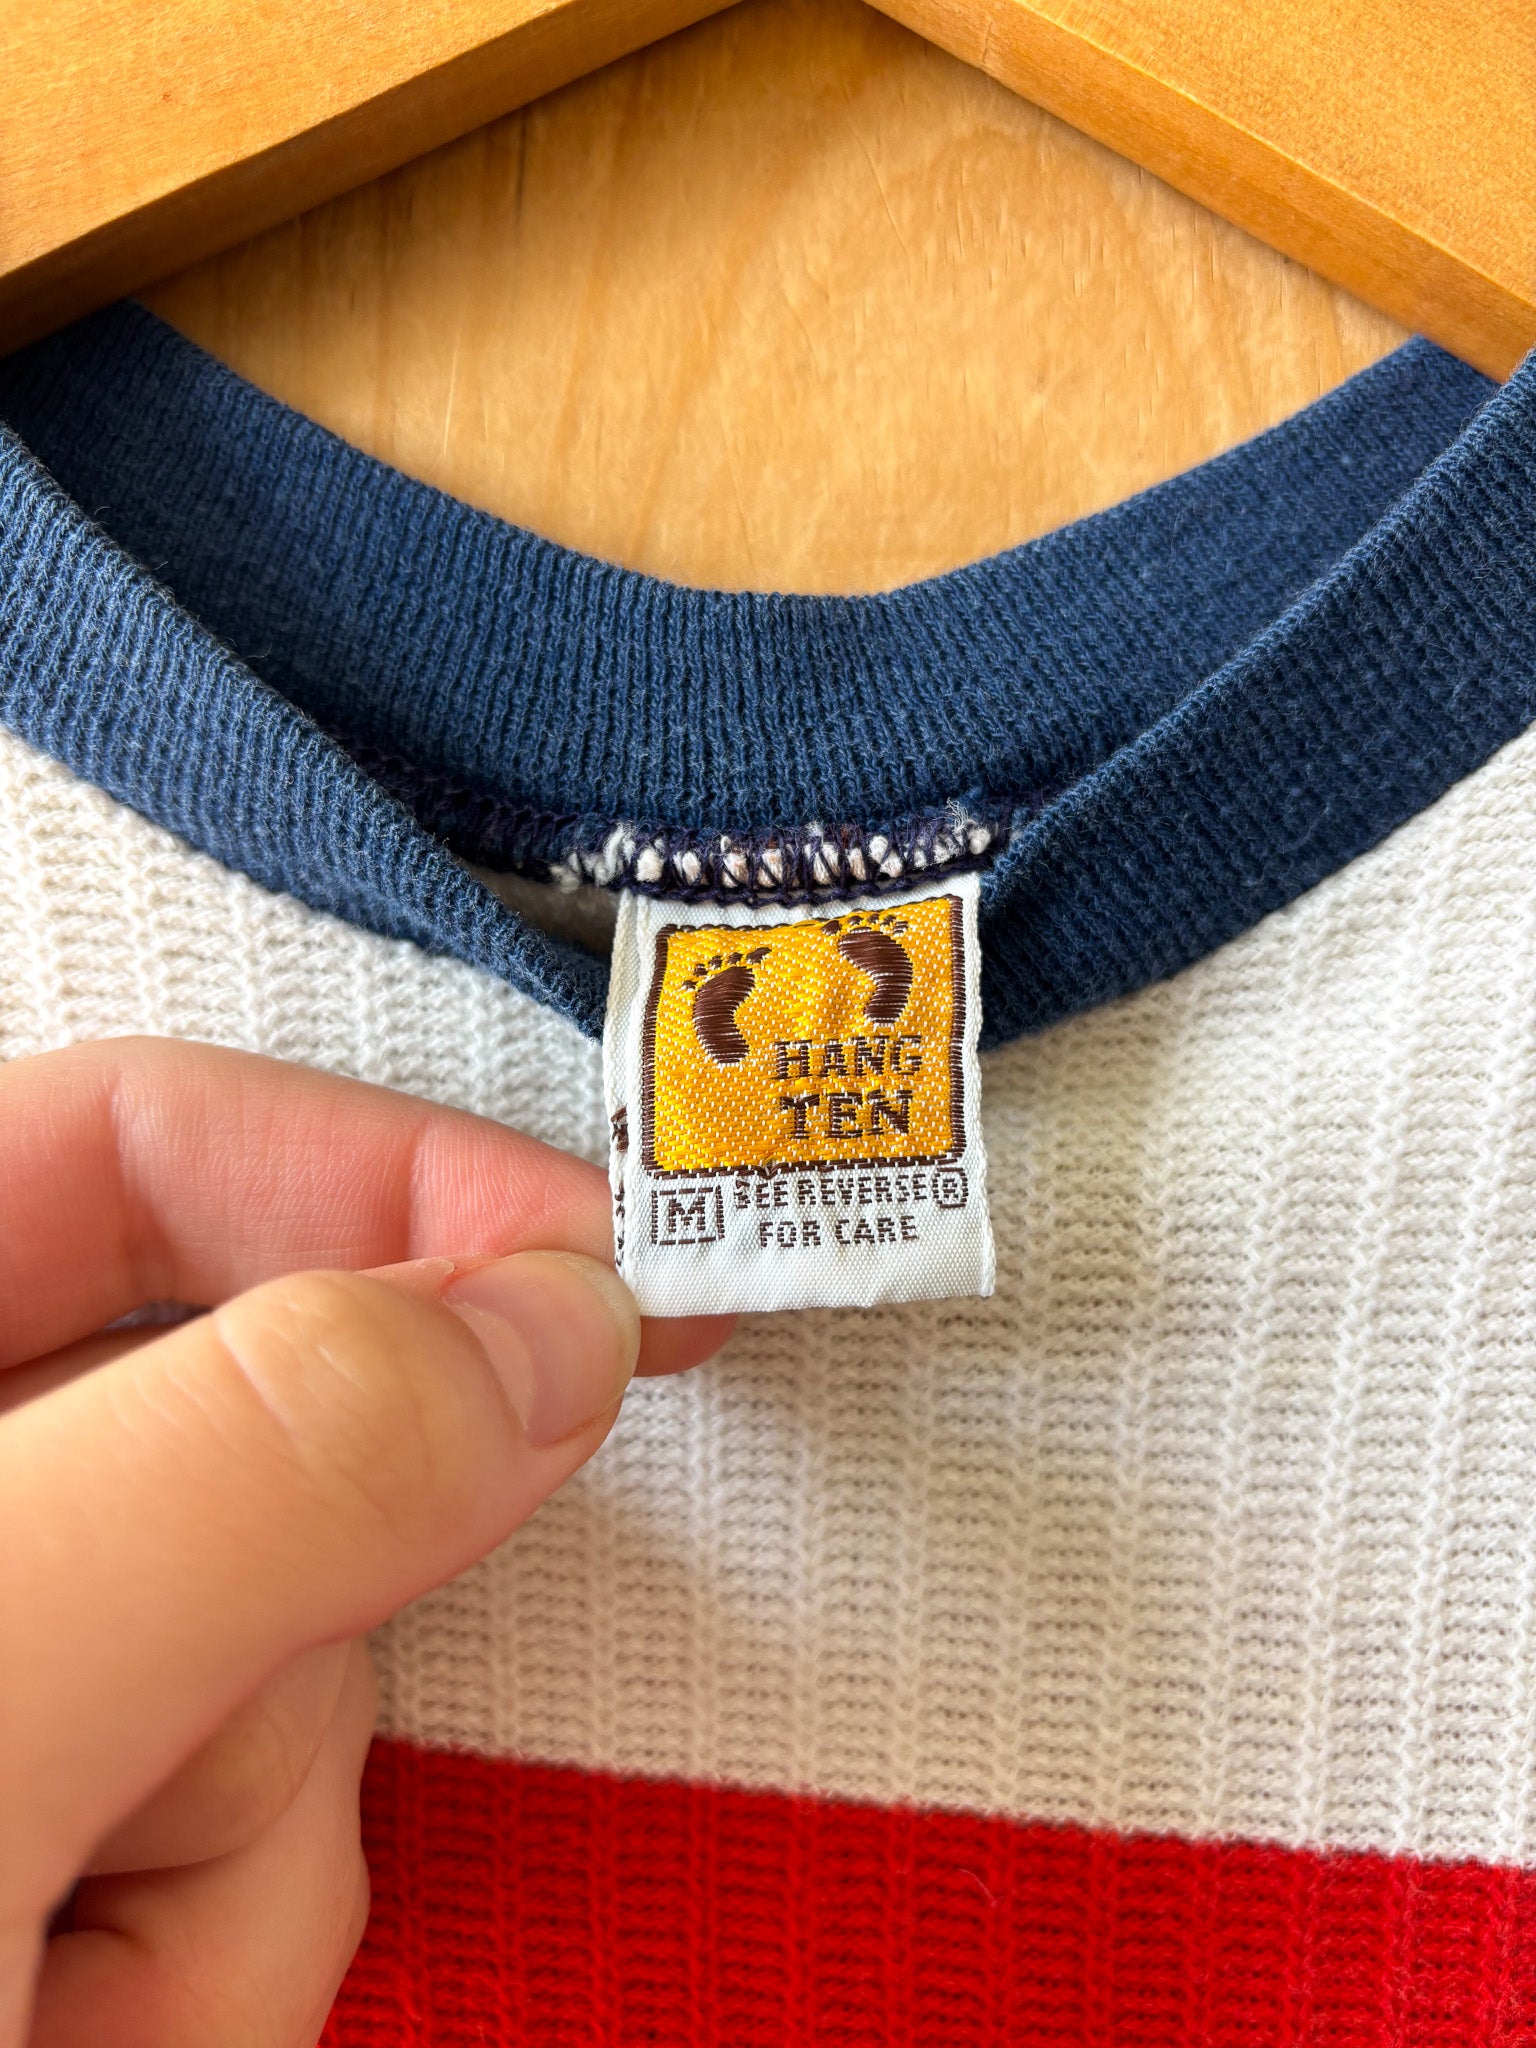 HANG
TEN
M SEE REVERSE ®
FOR CARE